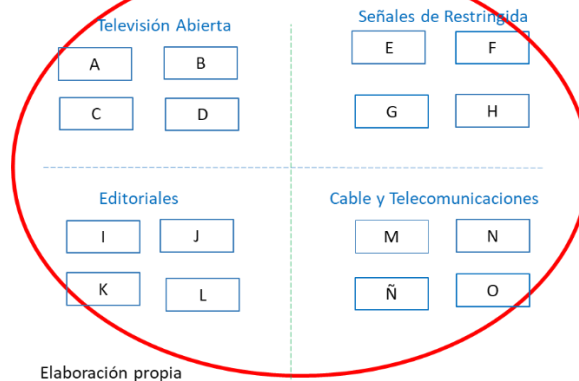 Televisión Abierta
A B
C D
Señales de Restringida
E F
G H
Editoriales
I J
K L
Cable y Telecomunicaciones
M N
Ñ O
Elaboración propia